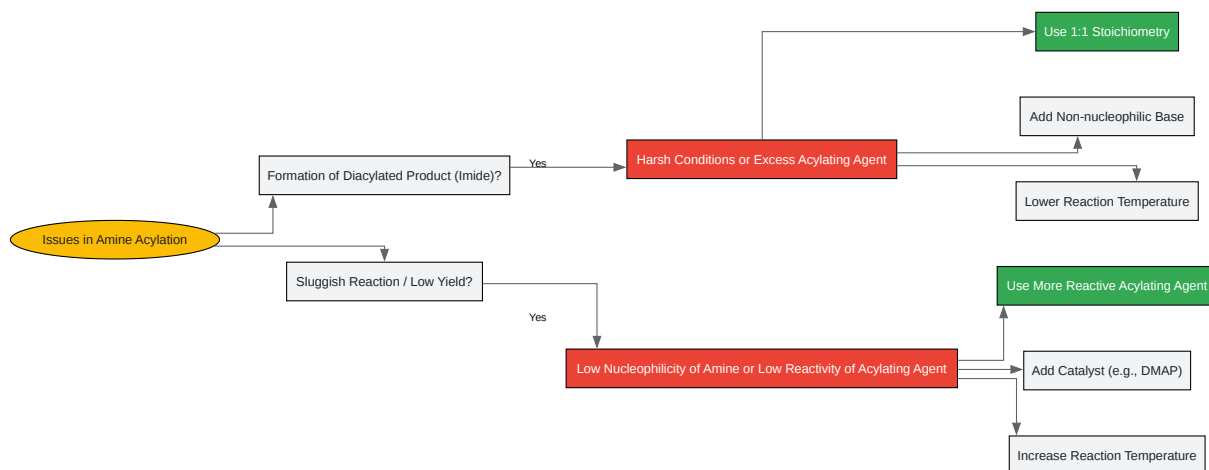 Use 1:1 Stoichiometry
Add Non-nucleophilic Base
Yes
Harsh Conditions or Excess Acylating Agent
Formation of Diacylated Product (Imide)?
Lower Reaction Temperature
Issues in Amine Acylation
Sluggish Reaction / Low Yield?
Use More Reactive Acylating Agent
Yes
Low Nucleophilicity of Amine or Low Reactivity of Acylating Agent
Add Catalyst (e.g., DMAP)
Increase Reaction Temperature